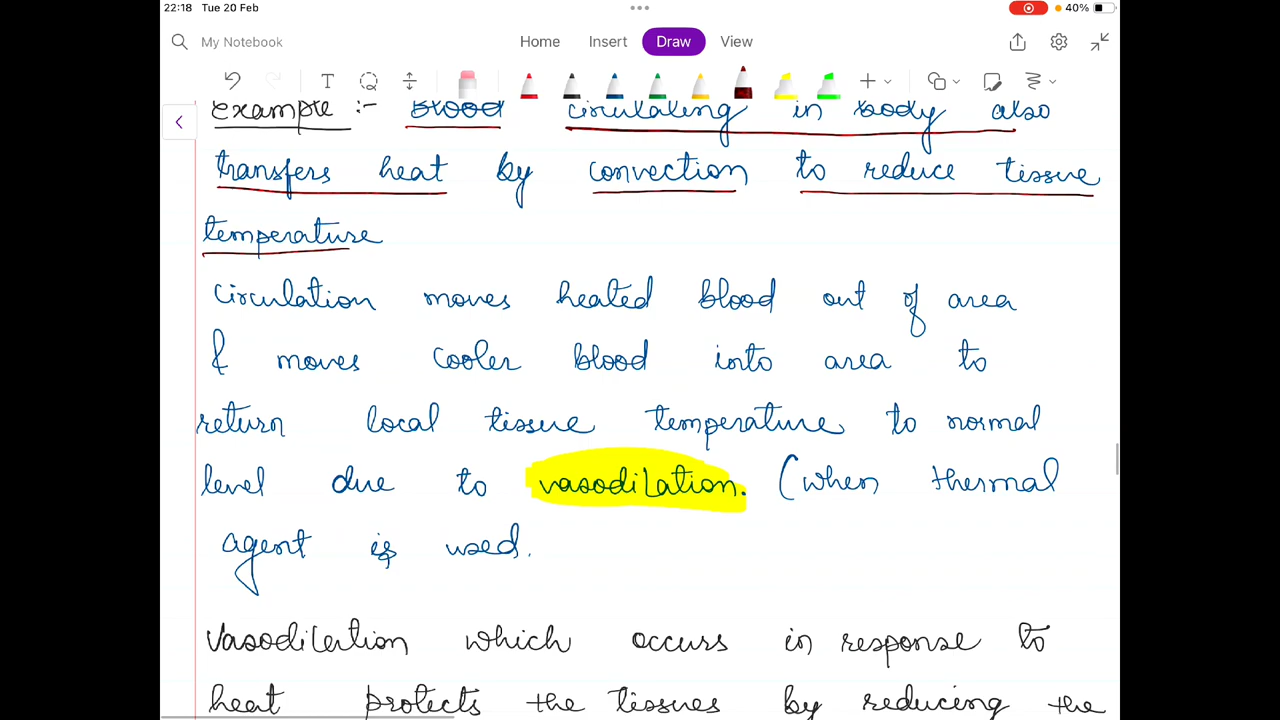 22:18 Tue 20 Feb
40%
My Notebook
Home Insert Draw View
Example :- Blood circulating in body also
transfers heat by convection to reduce tissue
temperature
Circulation moves heated blood out of area
& moves cooler blood into area to
return local tissue temperature to normal
level due to vasodilation. (when thermal
agent is used.
Vasodilation which occurs in response to
heat protects the tissues by reducing the